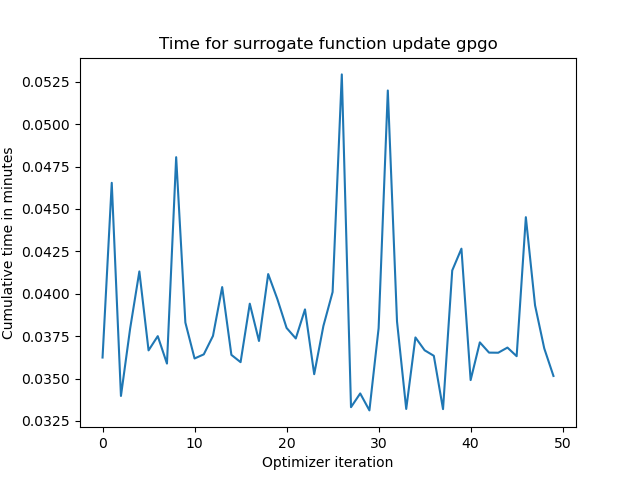 Time for surrogate function update gpgo
Cumulative time in minutes
0.0525
0.0500
0.0475
0.0450
0.0425
0.0400
0.0375
0.0350
0.0325
0 10 20 30 40 50
Optimizer iteration